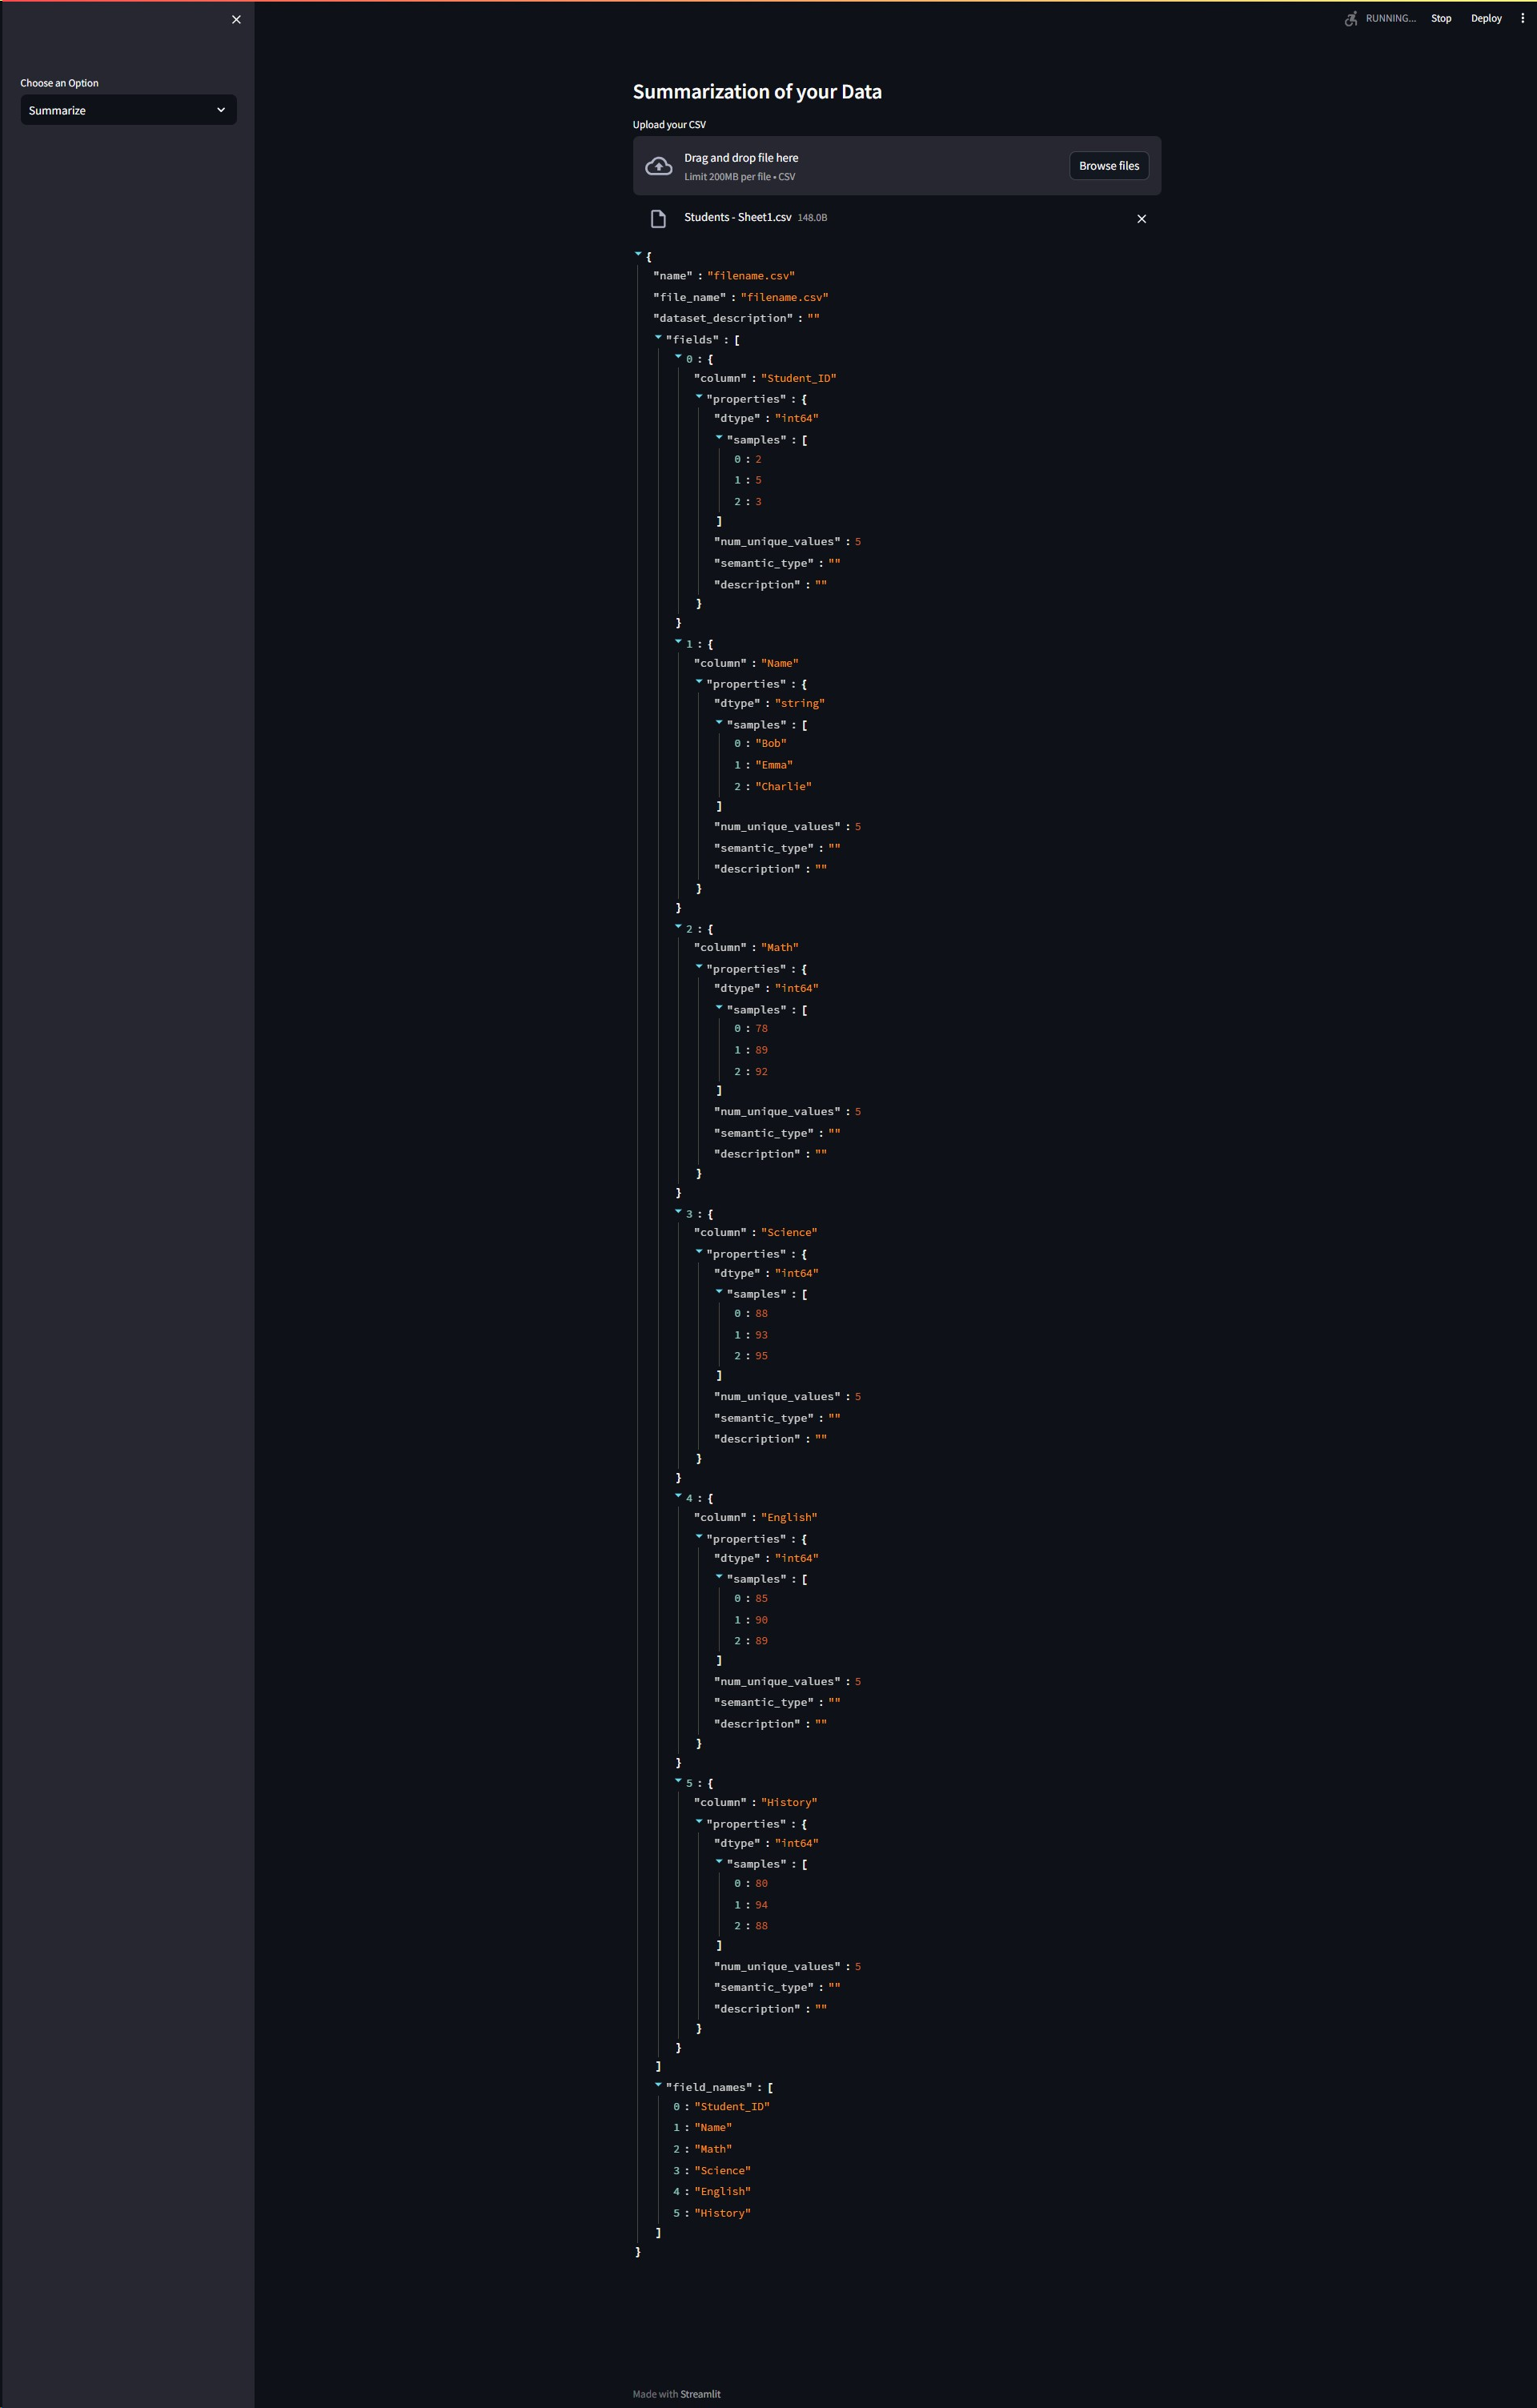 RUNNING...
Stop
Deploy
Choose an Option
Summarize
Summarization of your Data
Upload your CSV
Drag and drop file here
Limit 200MB per file • CSV
Browse files
Students - Sheet1.csv 148.0B
{
"name" : "filename.csv"
"file_name" : "filename.csv"
"dataset_description" : ""
"fields" : [
0 : {
"column" : "Student_ID"
"properties" : {
"dtype" : "int64"
"samples" : [
0 : 2
1 : 5
2 : 3
]
"num_unique_values" : 5
"semantic_type" : ""
"description" : ""
}
}
1 : {
"column" : "Name"
"properties" : {
"dtype" : "string"
"samples" : [
0 : "Bob"
1 : "Emma"
2 : "Charlie"
]
"num_unique_values" : 5
"semantic_type" : ""
"description" : ""
}
}
2 : {
"column" : "Math"
"properties" : {
"dtype" : "int64"
"samples" : [
0 : 78
1 : 89
2 : 92
]
"num_unique_values" : 5
"semantic_type" : ""
"description" : ""
}
}
3 : {
"column" : "Science"
"properties" : {
"dtype" : "int64"
"samples" : [
0 : 88
1 : 93
2 : 95
]
"num_unique_values" : 5
"semantic_type" : ""
"description" : ""
}
}
4 : {
"column" : "English"
"properties" : {
"dtype" : "int64"
"samples" : [
0 : 85
1 : 90
2 : 89
]
"num_unique_values" : 5
"semantic_type" : ""
"description" : ""
}
}
5 : {
"column" : "History"
"properties" : {
"dtype" : "int64"
"samples" : [
0 : 80
1 : 94
2 : 88
]
"num_unique_values" : 5
"semantic_type" : ""
"description" : ""
}
}
]
"field_names" : [
0 : "Student_ID"
1 : "Name"
2 : "Math"
3 : "Science"
4 : "English"
5 : "History"
]
}
Made with Streamlit